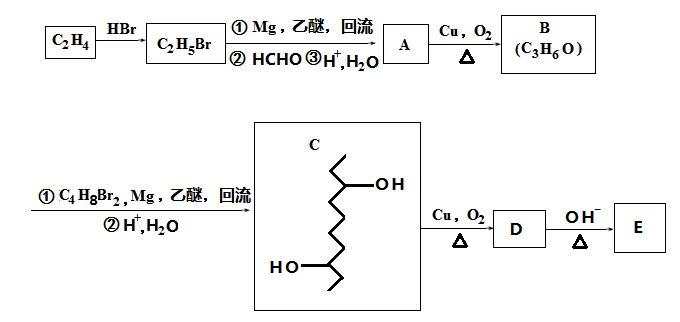 C₂H₄
HBr
C₂H₅Br
① Mg，乙醚，回流
② HCHO ③H⁺,H₂O
A
Cu，O₂
△
B
(C₃H₆O)
① C₄H₈Br₂,Mg，乙醚，回流
②H⁺,H₂O
C
OH
HO
Cu，O₂
△
D
OH⁻
△
E